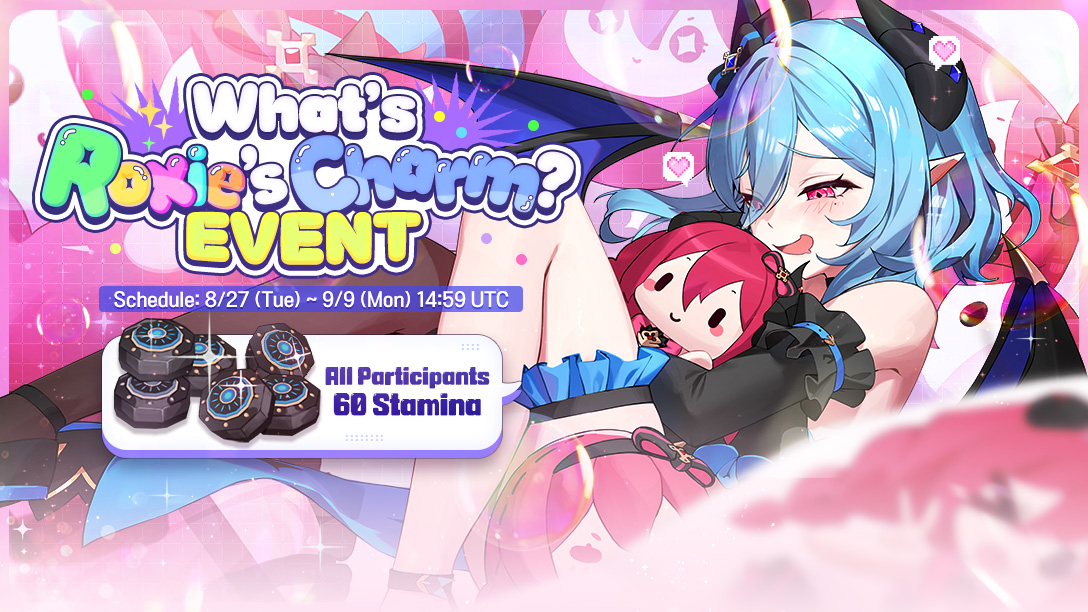 What's
Roxie's Charm?
EVENT
Schedule: 8/27 (Tue) ~ 9/9 (Mon) 14:59 UTC
All Participants
60 Stamina